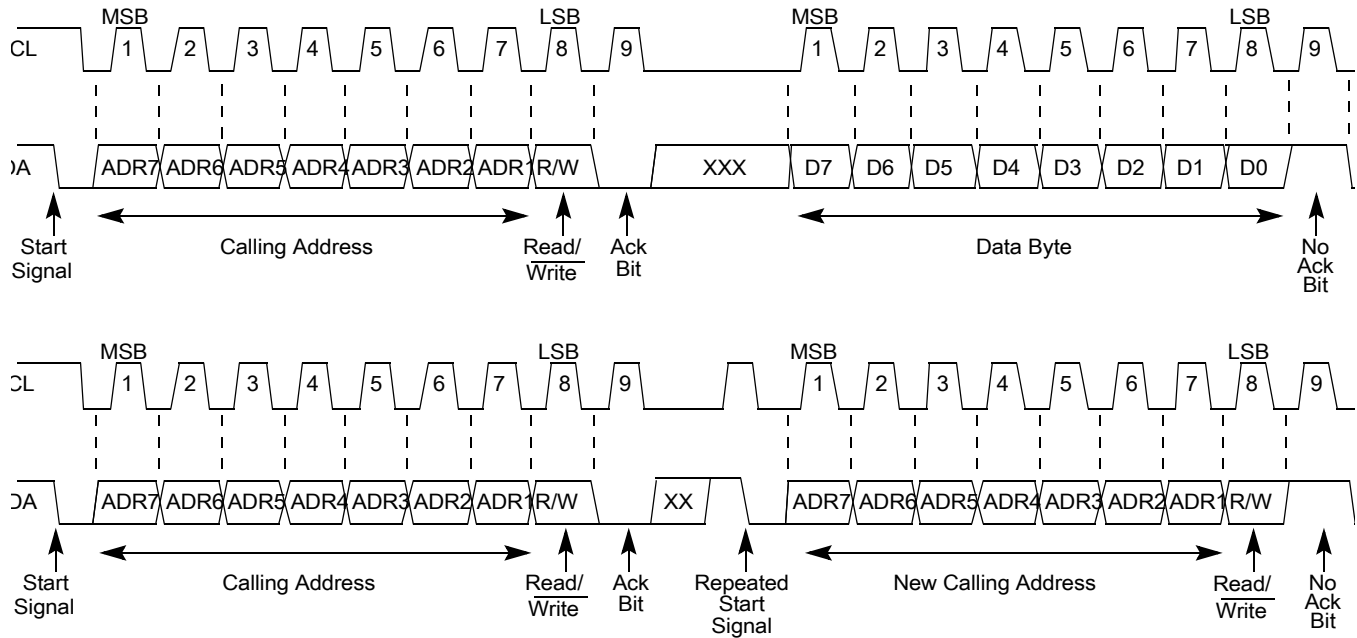 MSB LSB MSB LSB
CL 1 2 3 4 5 6 7 8 9 1 2 3 4 5 6 7 8 9
DA ADR7 ADR6 ADR5 ADR4 ADR3 ADR2 ADR1 R/W XXX D7 D6 D5 D4 D3 D2 D1 D0
Start Signal
Calling Address
Read/
Write
Ack
Bit
Data Byte
No
Ack
Bit
MSB LSB MSB LSB
CL 1 2 3 4 5 6 7 8 9 1 2 3 4 5 6 7 8 9
DA ADR7 ADR6 ADR5 ADR4 ADR3 ADR2 ADR1 R/W XX ADR7 ADR6 ADR5 ADR4 ADR3 ADR2 ADR1 R/W
Start
Signal
Calling Address
Read/
Write
Ack
Bit
Repeated
Start
Signal
New Calling Address
Read/
Write
No
Ack
Bit